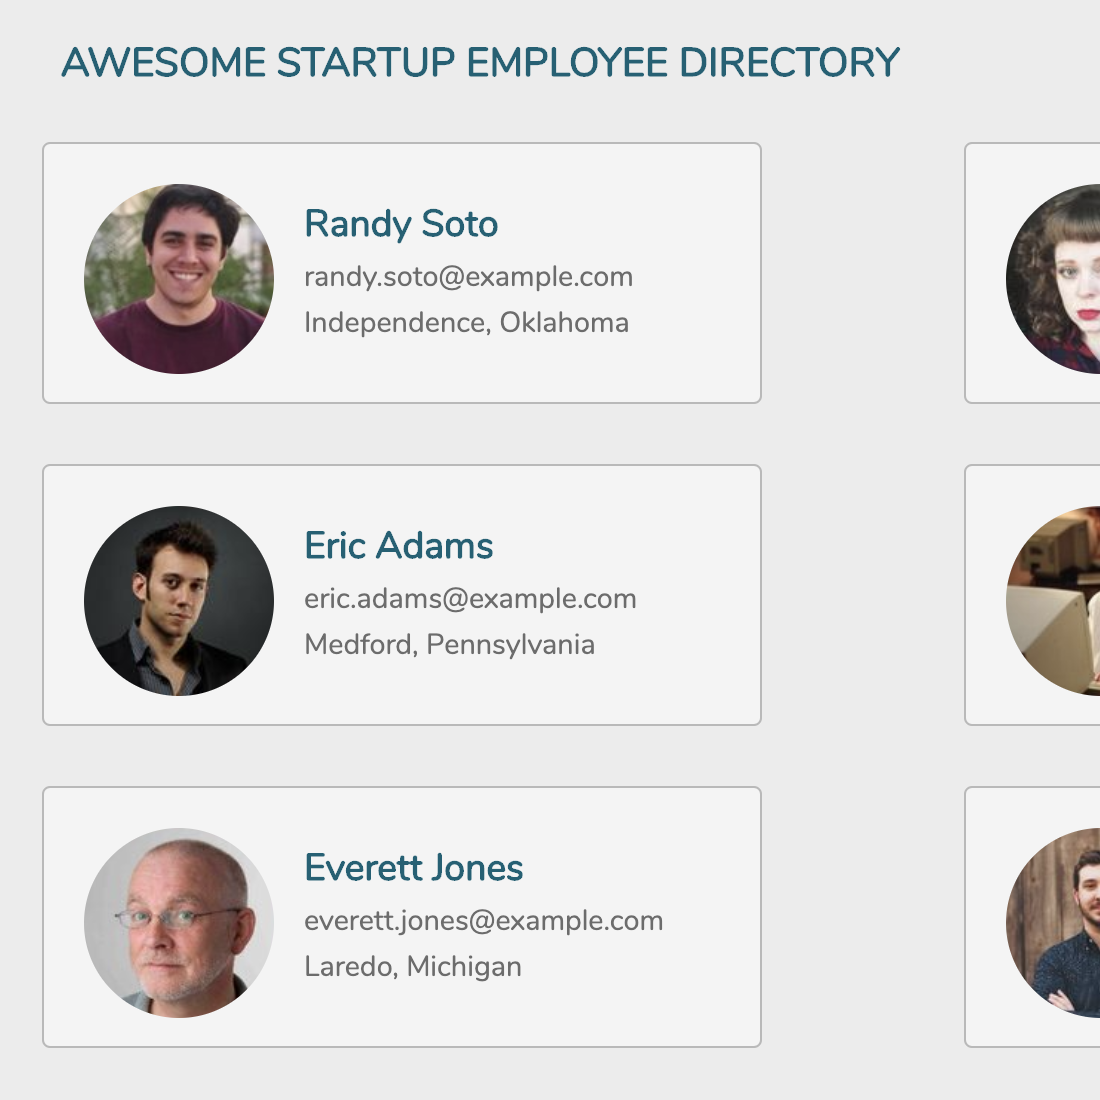 AWESOME STARTUP EMPLOYEE DIRECTORY
Randy Soto
randy.soto@example.com
Independence, Oklahoma
Eric Adams
eric.adams@example.com
Medford, Pennsylvania
Everett Jones
everett.jones@example.com
Laredo, Michigan